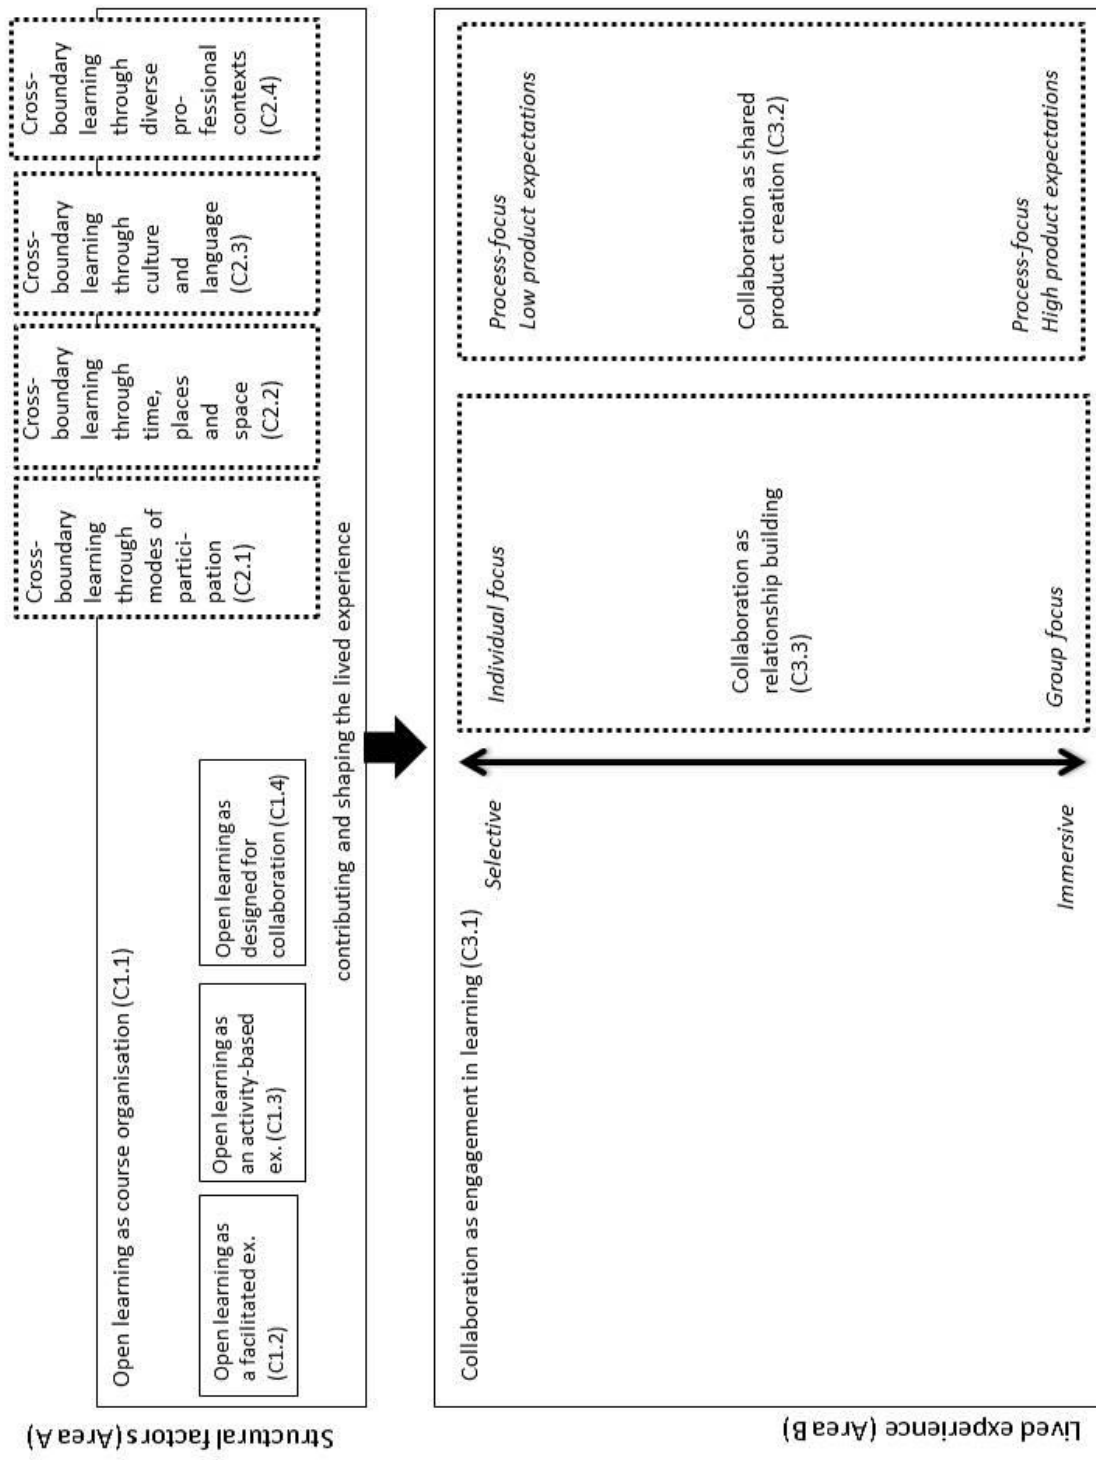 Structural factors (Area A)
Open learning as course organisation (C1.1)
Open learning as
a facilitated ex.
(C1.2)
Open learning as
an activity-based
ex. (C1.3)
Open learning as
designed for
collaboration (C1.4)
Cross-
boundary
learning
through
modes of
partici-
pation
(C2.1)
Cross-
boundary
learning
through
time,
places
and
space
(C2.2)
Cross-
boundary
learning
through
culture
and
language
(C2.3)
Cross-
boundary
learning
through
diverse
pro-
fessional
contexts
(C2.4)
contributing and shaping the lived experience
Lived experience (Area B)
Collaboration as engagement in learning (C3.1)
Selective
Immersive
Individual focus
Collaboration as
relationship building
(C3.3)
Group focus
Process-focus
Low product expectations
Collaboration as shared
product creation (C3.2)
Process-focus
High product expectations